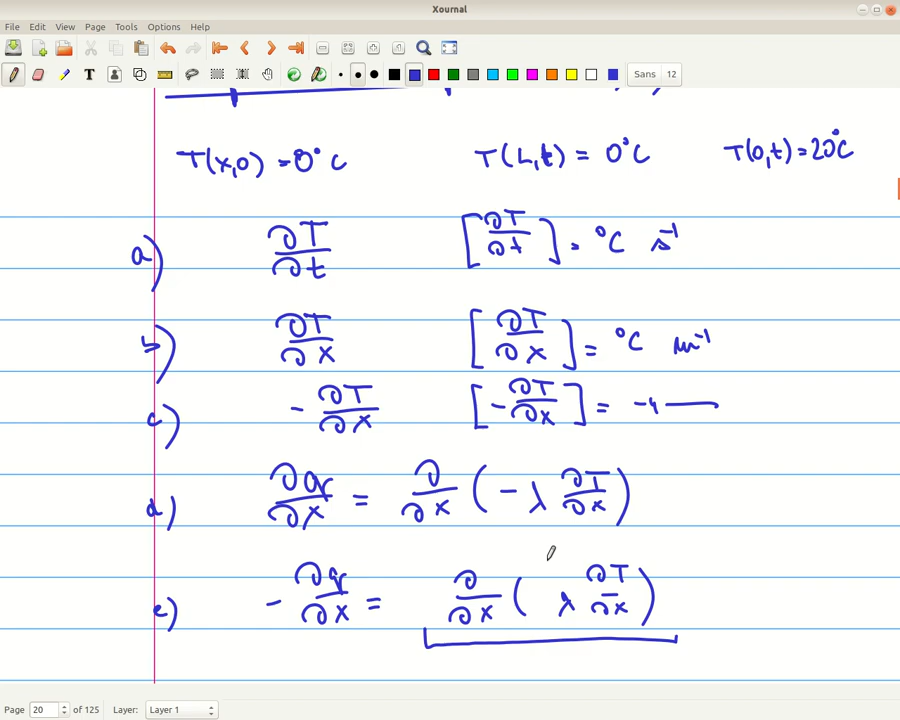 Xournal
File Edit View Page Tools Options Help
Sans 12
T(x,0) = 0°C T(L,t) = 0°C T(0,t) = 20°C
a) ∂T/∂t [∂T/∂t] = °C s⁻¹
b) ∂T/∂x [∂T/∂x] = °C m⁻¹
c) - ∂T/∂x [- ∂T/∂x] = -ʺ—
d) ∂q/∂x = ∂/∂x (- λ ∂T/∂x)
e) - ∂q/∂x = ∂/∂x ( λ ∂T/∂x)
Page 20 of 125 Layer: Layer 1